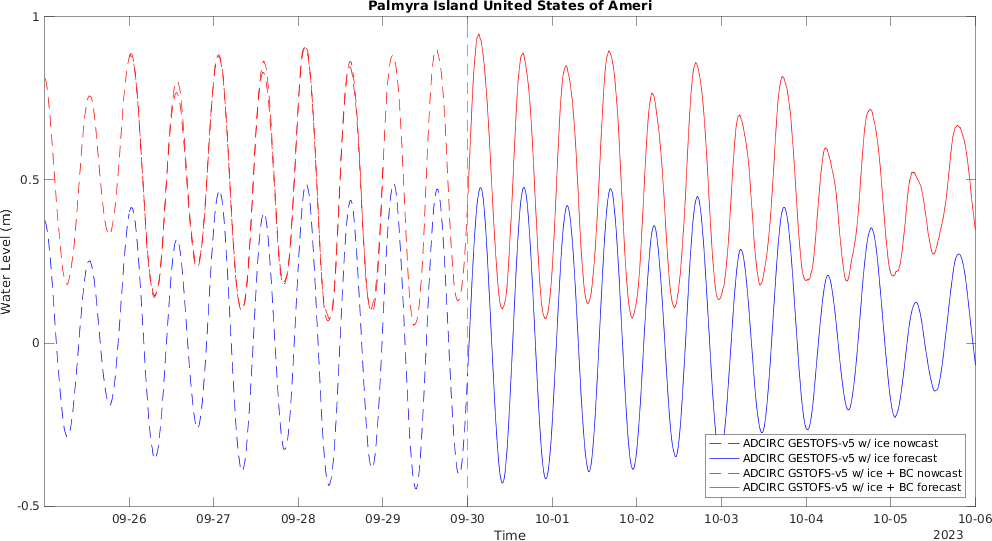 Palmyra Island United States of Ameri
1
0.5
0
-0.5
Water Level (m)
09-26 09-27 09-28 09-29 09-30 10-01 10-02 10-03 10-04 10-05 10-06
Time
2023
ADCIRC GESTOFS-v5 w/ ice nowcast
ADCIRC GESTOFS-v5 w/ ice forecast
ADCIRC GSTOFS-v5 w/ ice + BC nowcast
ADCIRC GSTOFS-v5 w/ ice + BC forecast